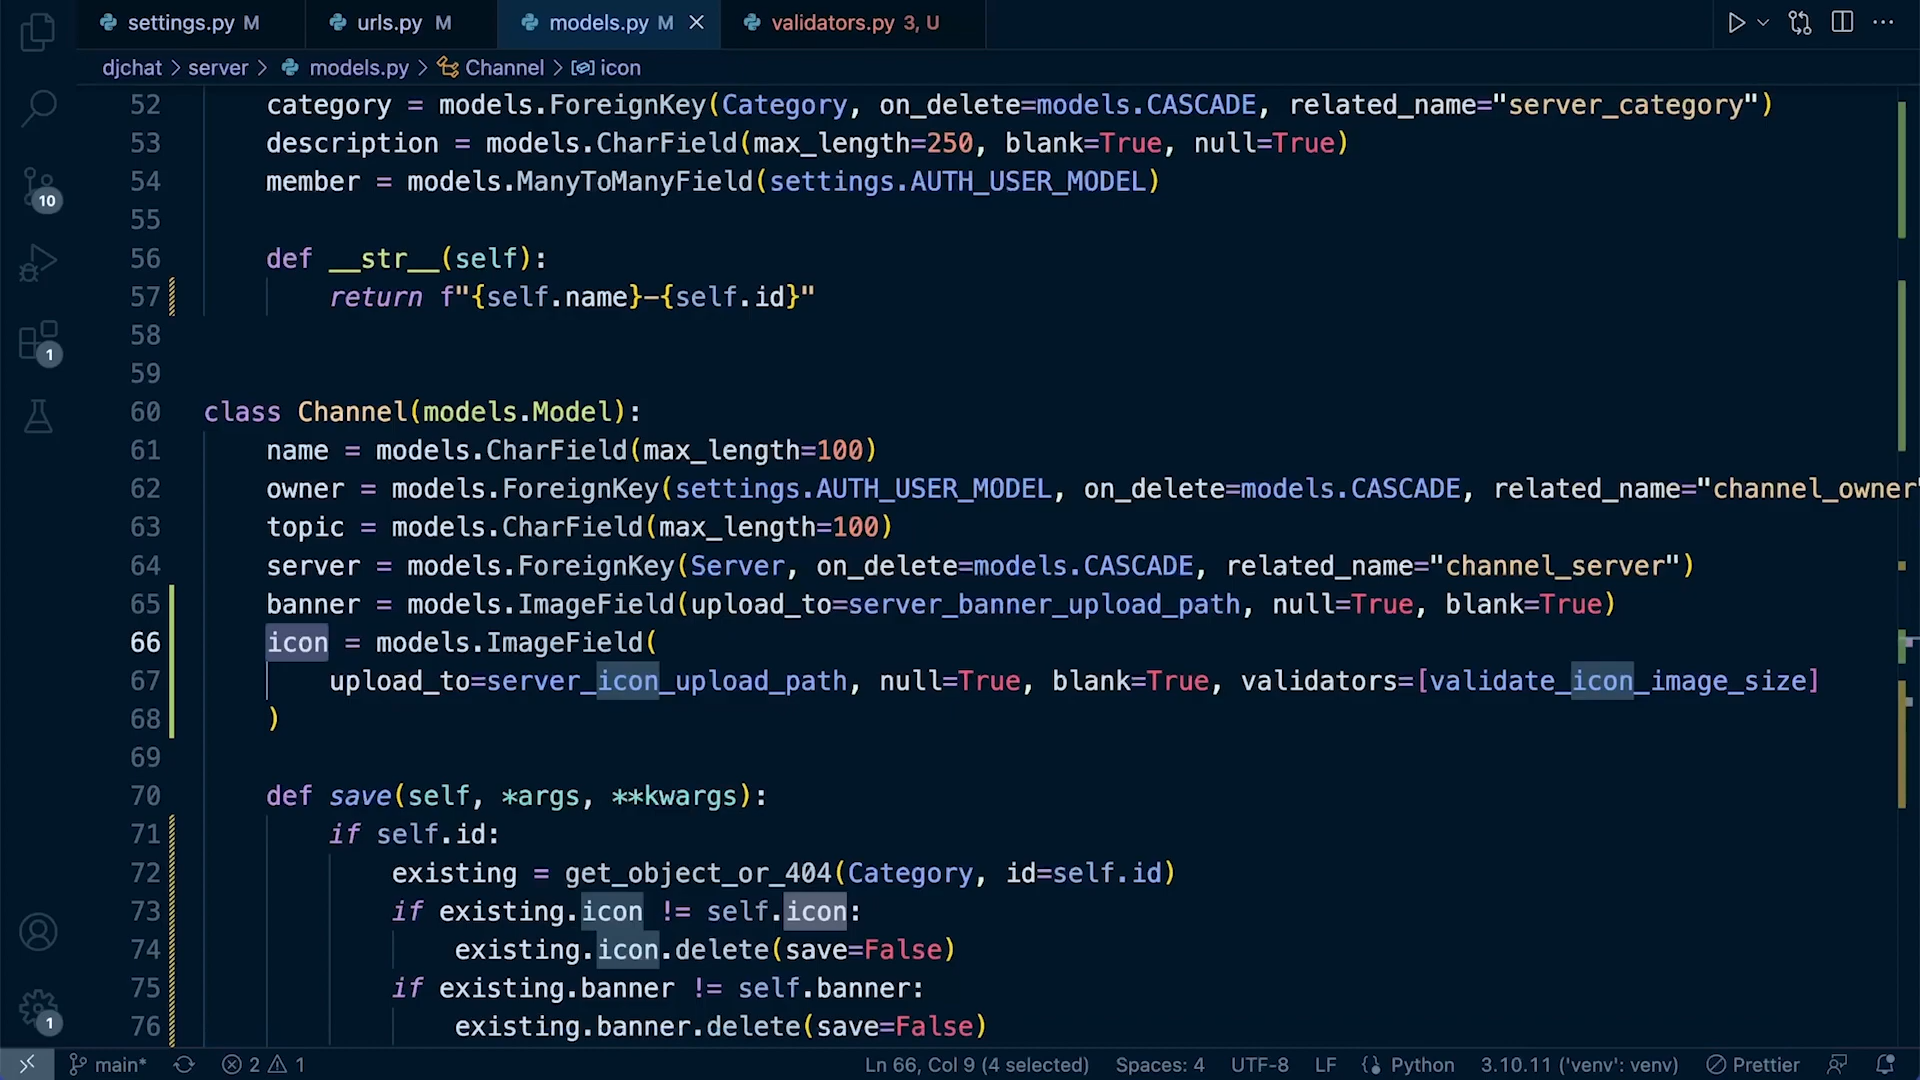 settings.py M urls.py M models.py M validators.py 3, U
djchat server models.py Channel icon
52 category = models.ForeignKey(Category, on_delete=models.CASCADE, related_name="server_category")
53 description = models.CharField(max_length=250, blank=True, null=True)
54 member = models.ManyToManyField(settings.AUTH_USER_MODEL)
55
56 def __str__(self):
57 return f"{self.name}-{self.id}"
58
59
60 class Channel(models.Model):
61 name = models.CharField(max_length=100)
62 owner = models.ForeignKey(settings.AUTH_USER_MODEL, on_delete=models.CASCADE, related_name="channel_owner"
63 topic = models.CharField(max_length=100)
64 server = models.ForeignKey(Server, on_delete=models.CASCADE, related_name="channel_server")
65 banner = models.ImageField(upload_to=server_banner_upload_path, null=True, blank=True)
66 icon = models.ImageField(
67 upload_to=server_icon_upload_path, null=True, blank=True, validators=[validate_icon_image_size]
68 )
69
70 def save(self, *args, **kwargs):
71 if self.id:
72 existing = get_object_or_404(Category, id=self.id)
73 if existing.icon != self.icon:
74 existing.icon.delete(save=False)
75 if existing.banner != self.banner:
76 existing.banner.delete(save=False)
10
1
1
main* 2 1 Ln 66, Col 9 (4 selected) Spaces: 4 UTF-8 LF Python 3.10.11 ('venv': venv) Prettier